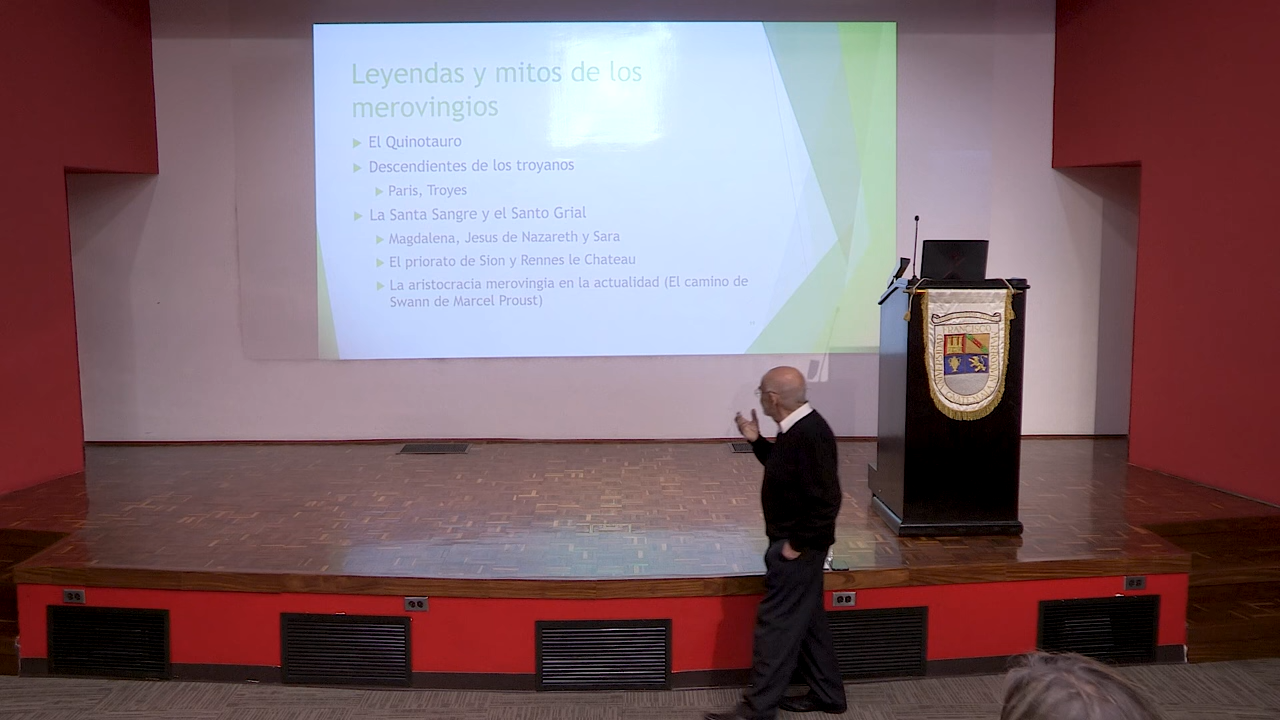 Leyendas y mitos de los
merovingios
El Quinotauro
Descendientes de los troyanos
Paris, Troyes
La Santa Sangre y el Santo Grial
Magdalena, Jesus de Nazareth y Sara
El priorato de Sion y Rennes le Chateau
La aristocracia merovingia en la actualidad (El camino de
Swann de Marcel Proust)
FRANCISCO